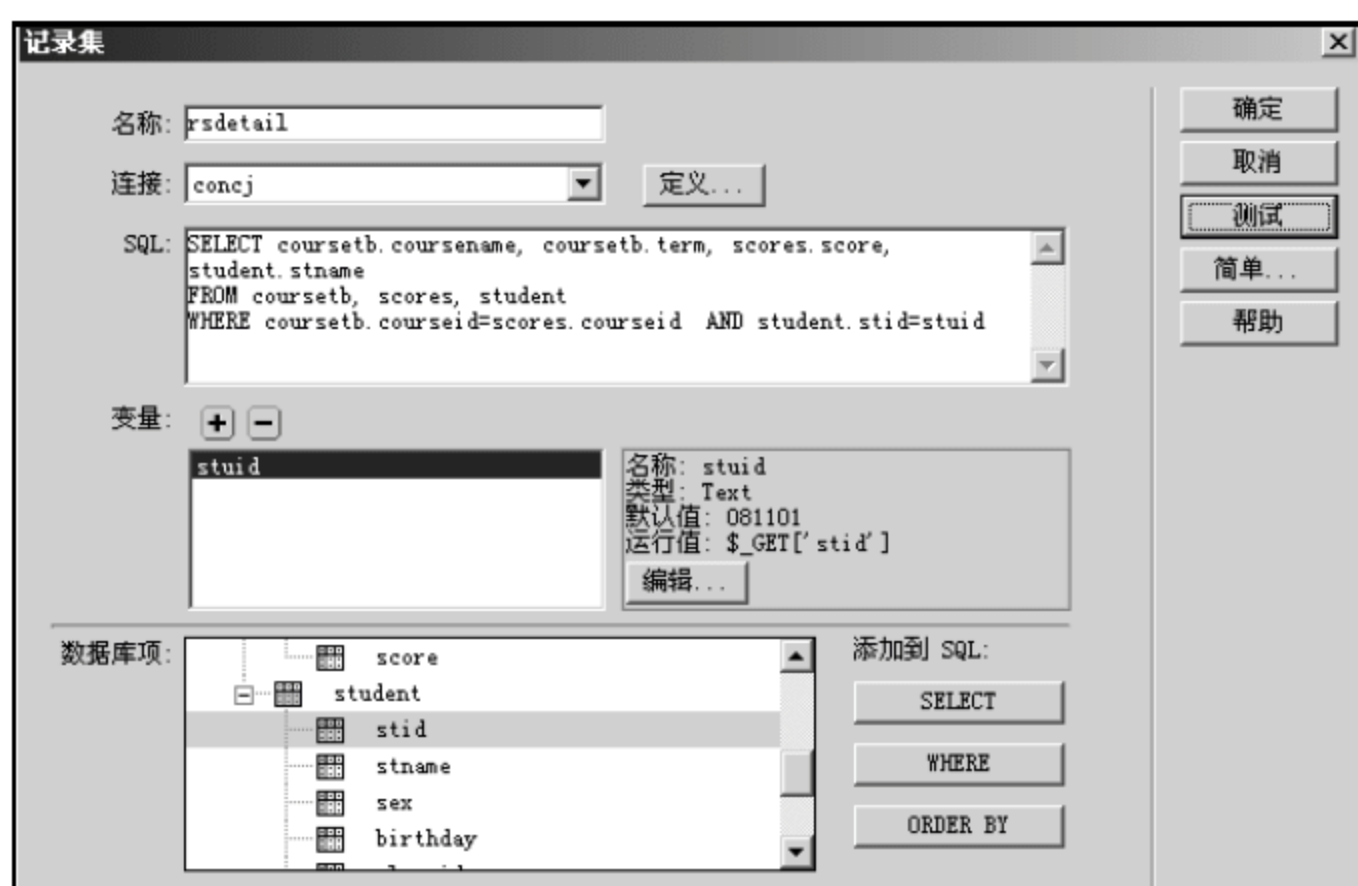 记录集
名称: rsdetail
确定
连接: concj
定义...
取消
SQL: SELECT coursetb.coursename, coursetb.term, scores.score,
student.stname
FROM coursetb, scores, student
WHERE coursetb.courseid=scores.courseid AND student.stid=stuid
测试
简单...
帮助
变量:
stuid
名称: stuid
类型: Text
默认值: 081101
运行值: $_GET['stid']
编辑...
数据库项:
score
student
stid
stname
sex
birthday
添加到 SQL:
SELECT
WHERE
ORDER BY